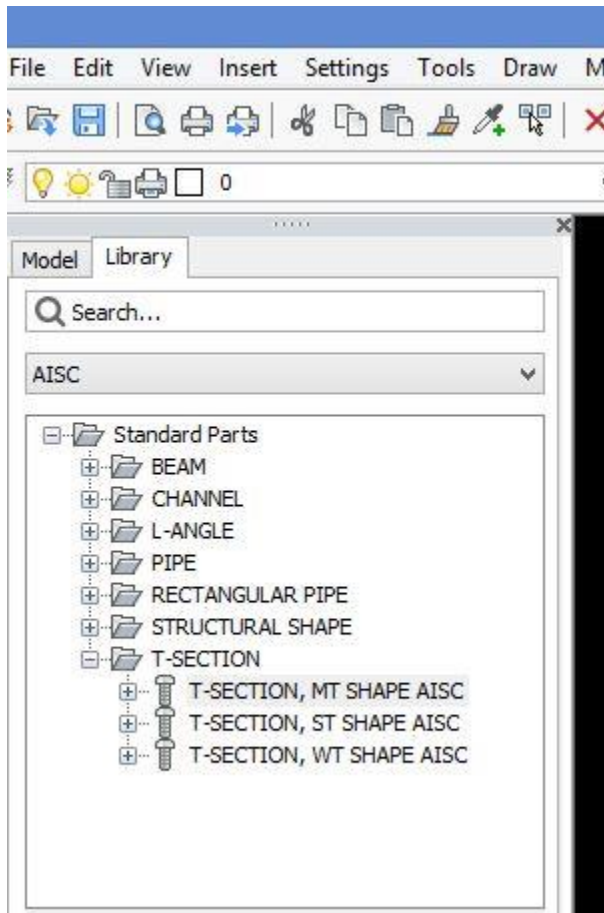 File Edit View Insert Settings Tools Draw M
0
Model Library
Search...
AISC
Standard Parts
BEAM
CHANNEL
L-ANGLE
PIPE
RECTANGULAR PIPE
STRUCTURAL SHAPE
T-SECTION
T-SECTION, MT SHAPE AISC
T-SECTION, ST SHAPE AISC
T-SECTION, WT SHAPE AISC